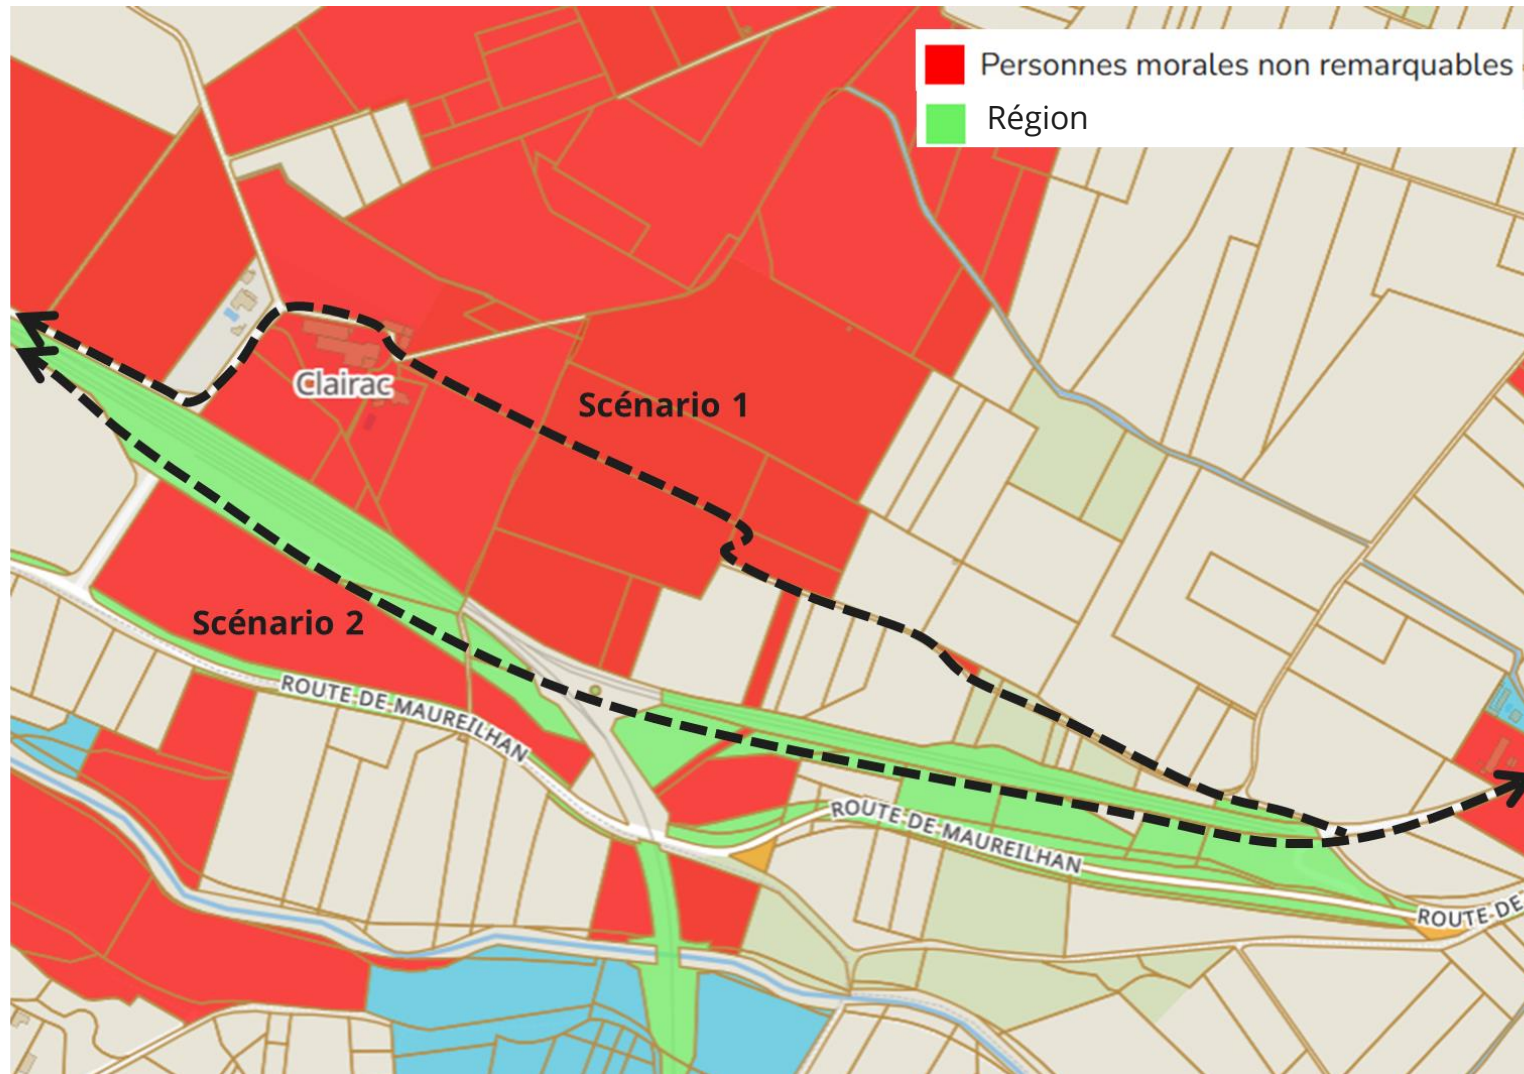 Personnes morales non remarquables
Région
Clairac
Scénario 1
Scénario 2
ROUTE DE MAUREILHAN
ROUTE DE MAUREILHAN
ROUTE DE